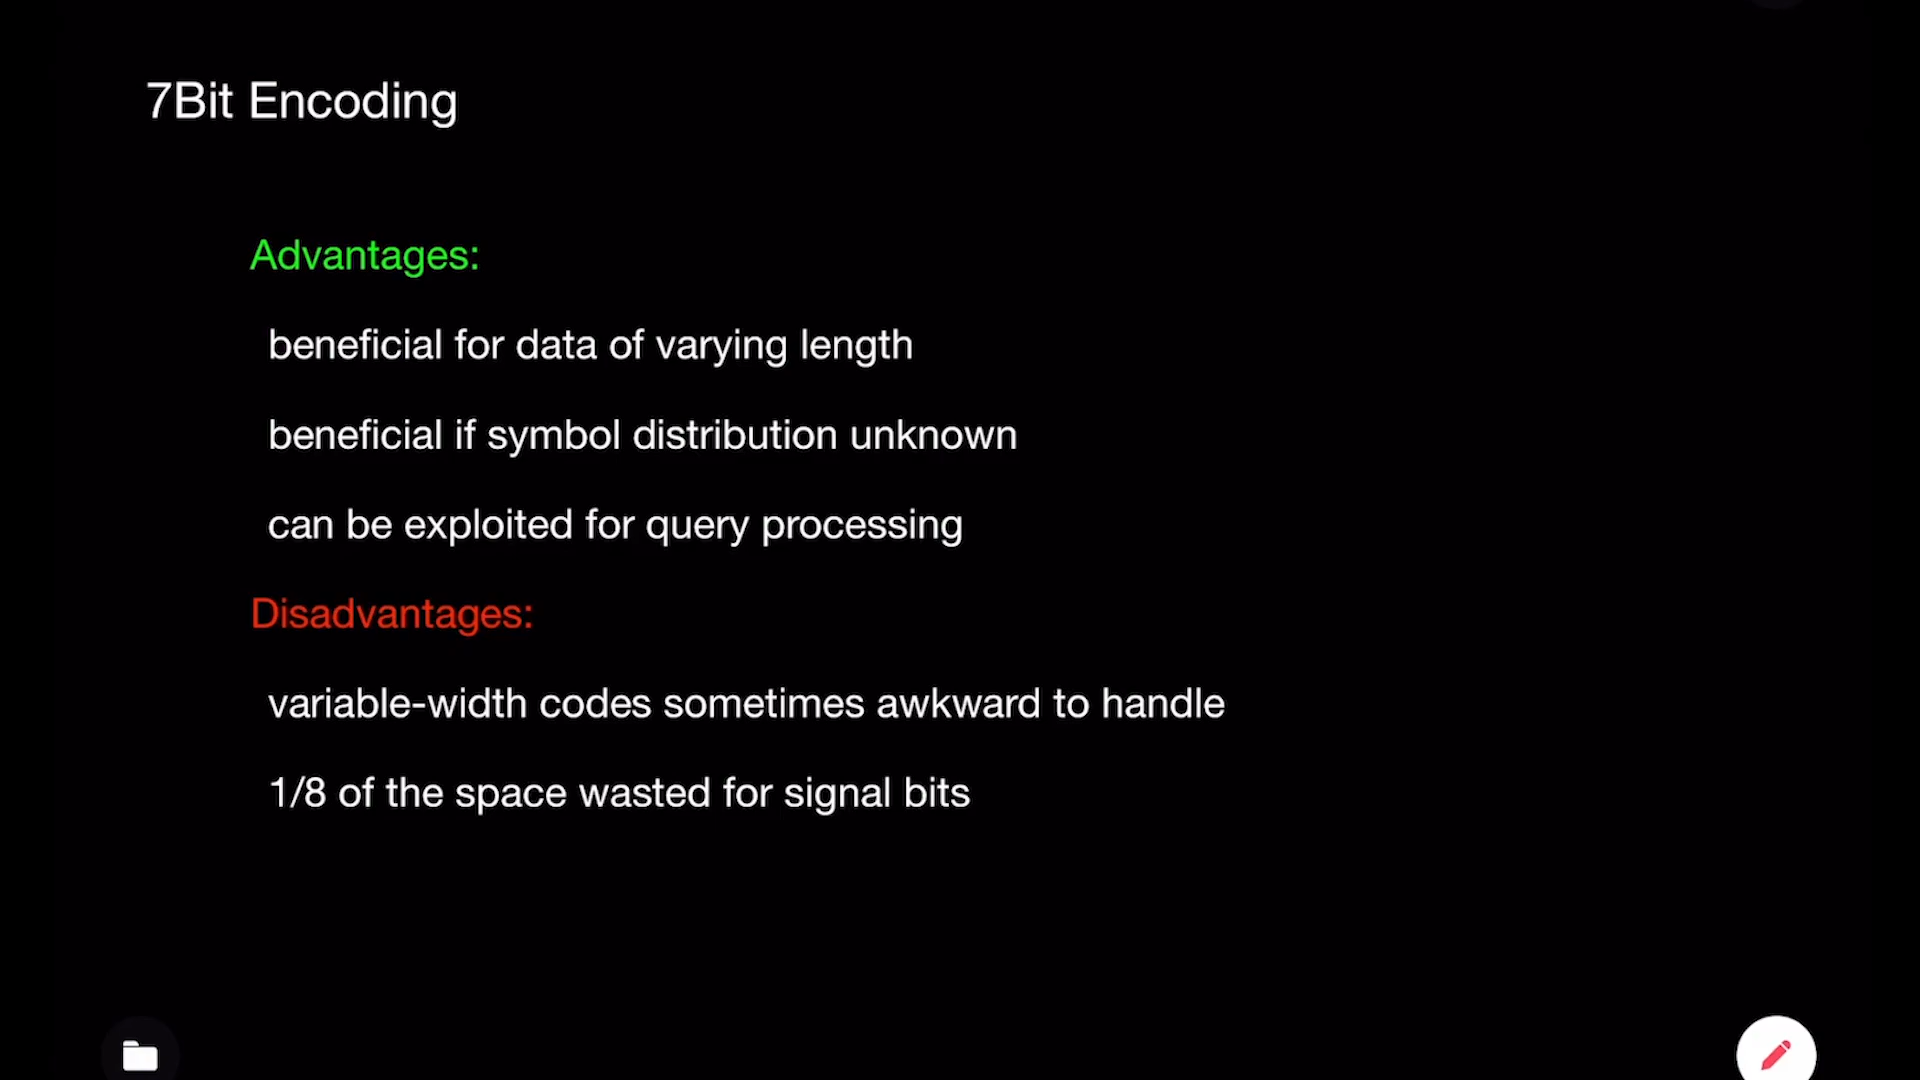 7Bit Encoding
Advantages:
beneficial for data of varying length
beneficial if symbol distribution unknown
can be exploited for query processing
Disadvantages:
variable-width codes sometimes awkward to handle
1/8 of the space wasted for signal bits